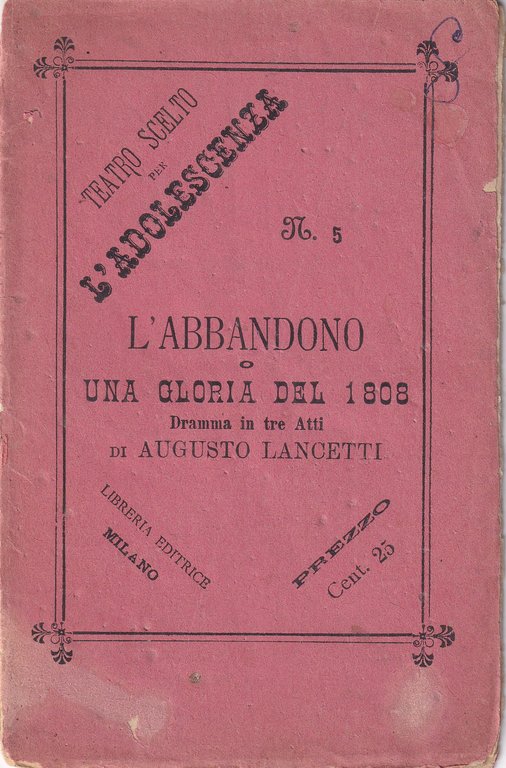 TEATRO SCELTO
PER
L'ADOLESCENZA
N. 5
L'ABBANDONO
O
UNA GLORIA DEL 1808
Dramma in tre Atti
DI AUGUSTO LANCETTI
LIBRERIA EDITRICE
MILANO
PREZZO
Cent. 25